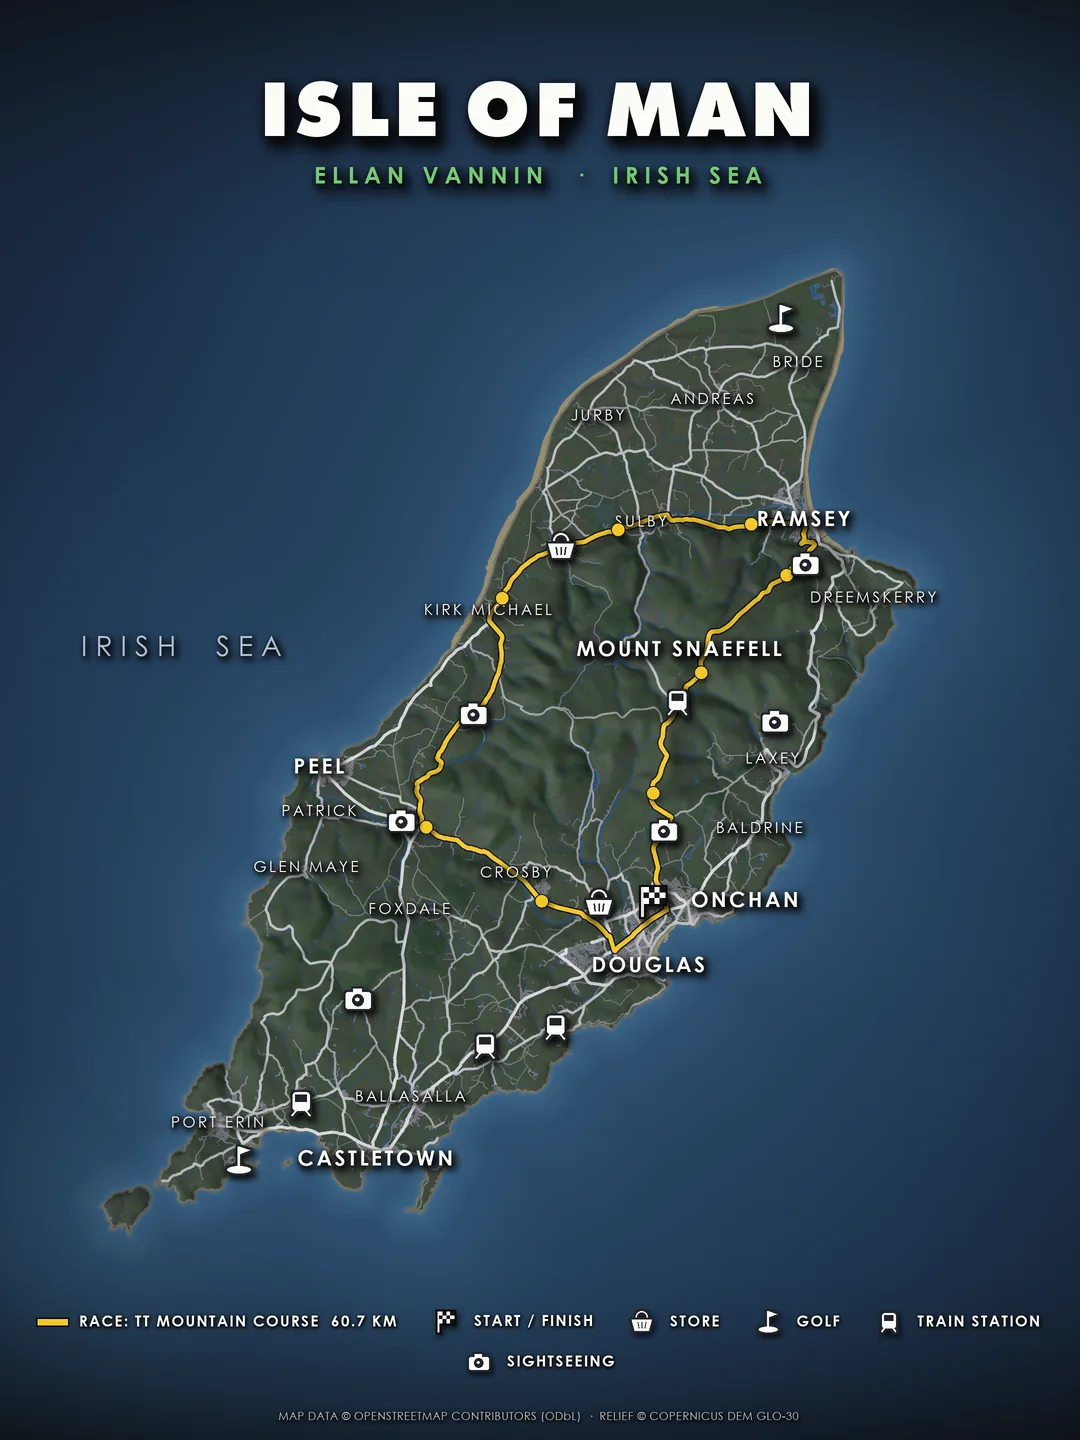 ISLE OF MAN
ELLAN VANNIN · IRISH SEA
BRIDE
ANDREAS
JURBY
RAMSEY
SULBY
DREEMSKERRY
KIRK MICHAEL
IRISH SEA
MOUNT SNAEFELL
LAXEY
PEEL
PATRICK
BALDRINE
GLEN MAYE
CROSBY
ONCHAN
FOXDALE
DOUGLAS
BALLASALLA
PORT ERIN
CASTLETOWN
RACE: TT MOUNTAIN COURSE 60.7 KM
START / FINISH
STORE
GOLF
TRAIN STATION
SIGHTSEEING
MAP DATA © OPENSTREETMAP CONTRIBUTORS (ODbL) · RELIEF © COPERNICUS DEM GLO-30